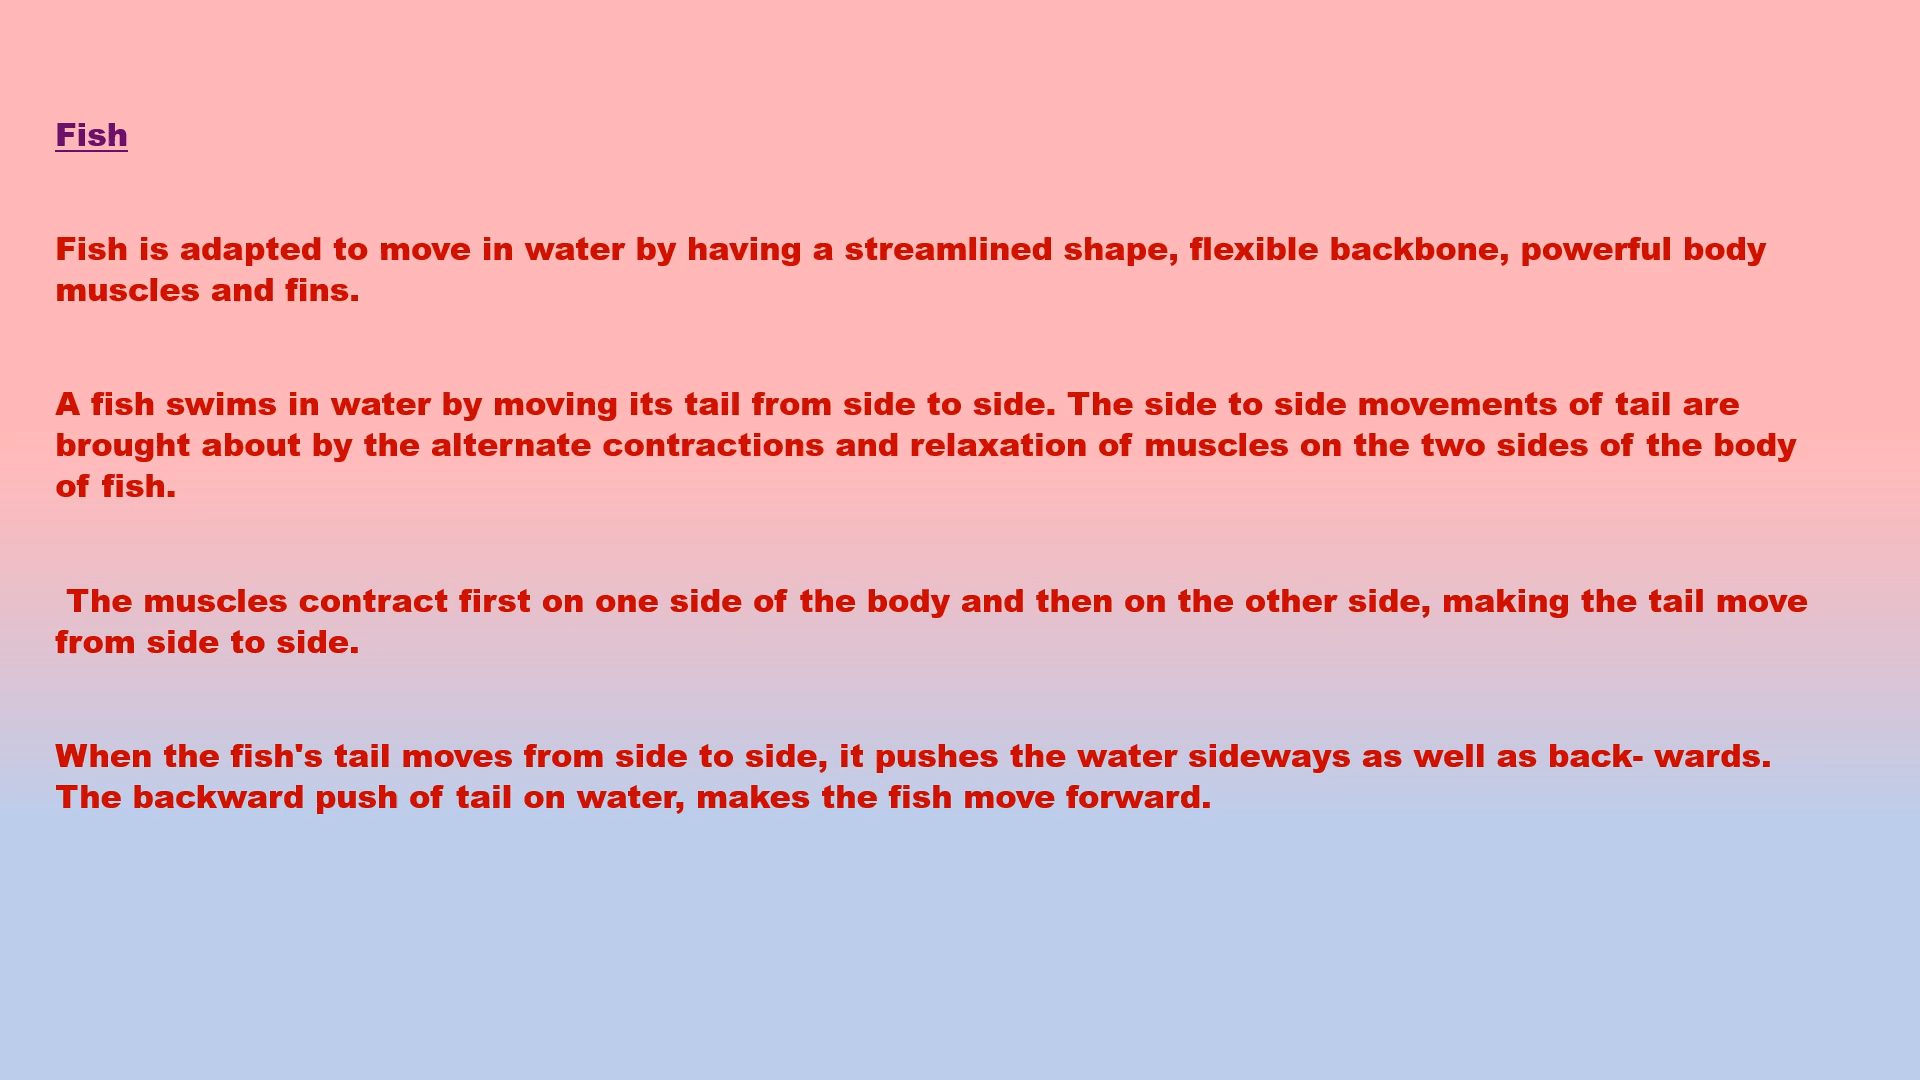 Fish
Fish is adapted to move in water by having a streamlined shape, flexible backbone, powerful body
muscles and fins.
A fish swims in water by moving its tail from side to side. The side to side movements of tail are
brought about by the alternate contractions and relaxation of muscles on the two sides of the body
of fish.
The muscles contract first on one side of the body and then on the other side, making the tail move
from side to side.
When the fish's tail moves from side to side, it pushes the water sideways as well as back- wards.
The backward push of tail on water, makes the fish move forward.